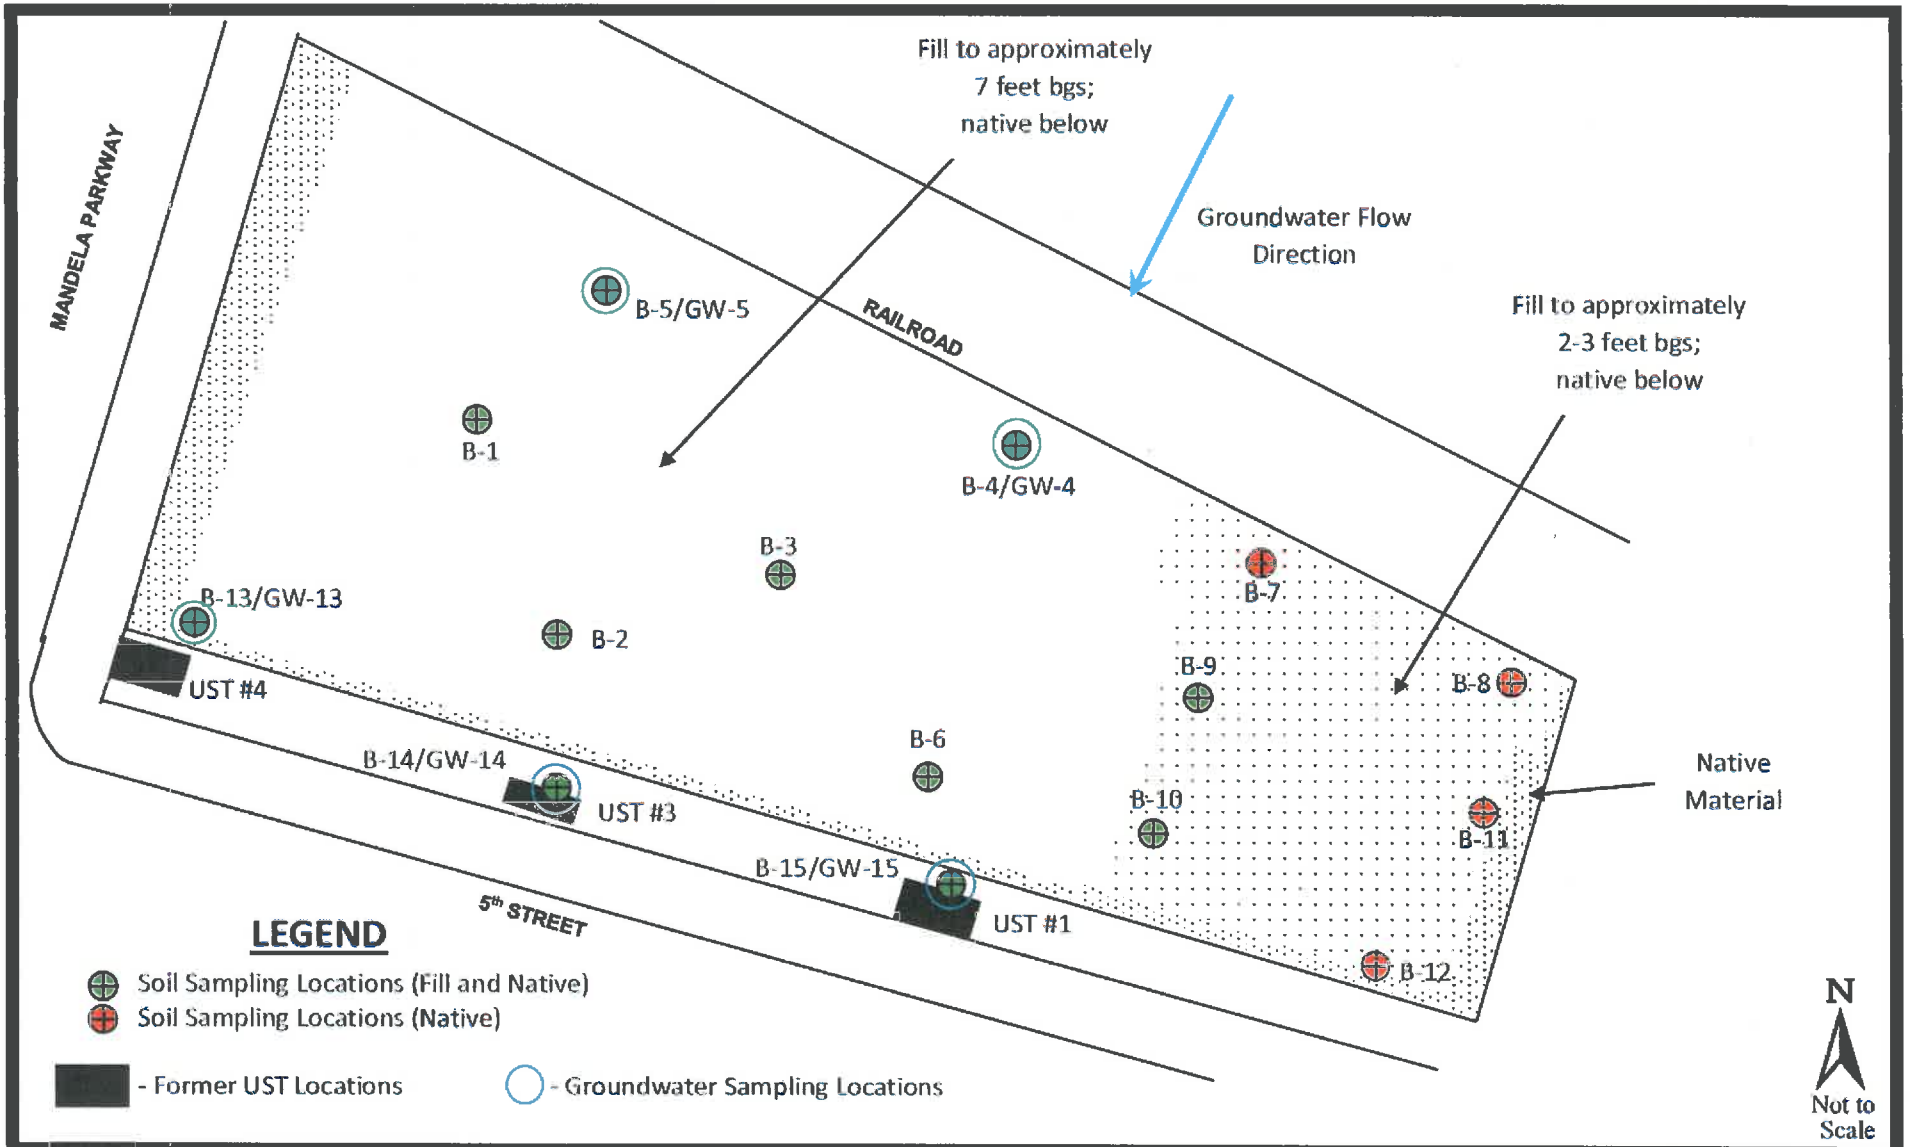 Fill to approximately
7 feet bgs;
native below
MANDELA PARKWAY
Groundwater Flow
Direction
B-5/GW-5
RAILROAD
Fill to approximately
2-3 feet bgs;
native below
B-1
B-4/GW-4
B-3
B-7
B-13/GW-13
B-2
B-9
B-8
UST #4
B-6
B-14/GW-14
Native
Material
UST #3
B-10
B-11
B-15/GW-15
5th STREET
UST #1
B-12
LEGEND
Soil Sampling Locations (Fill and Native)
Soil Sampling Locations (Native)
- Former UST Locations
- Groundwater Sampling Locations
N
Not to
Scale